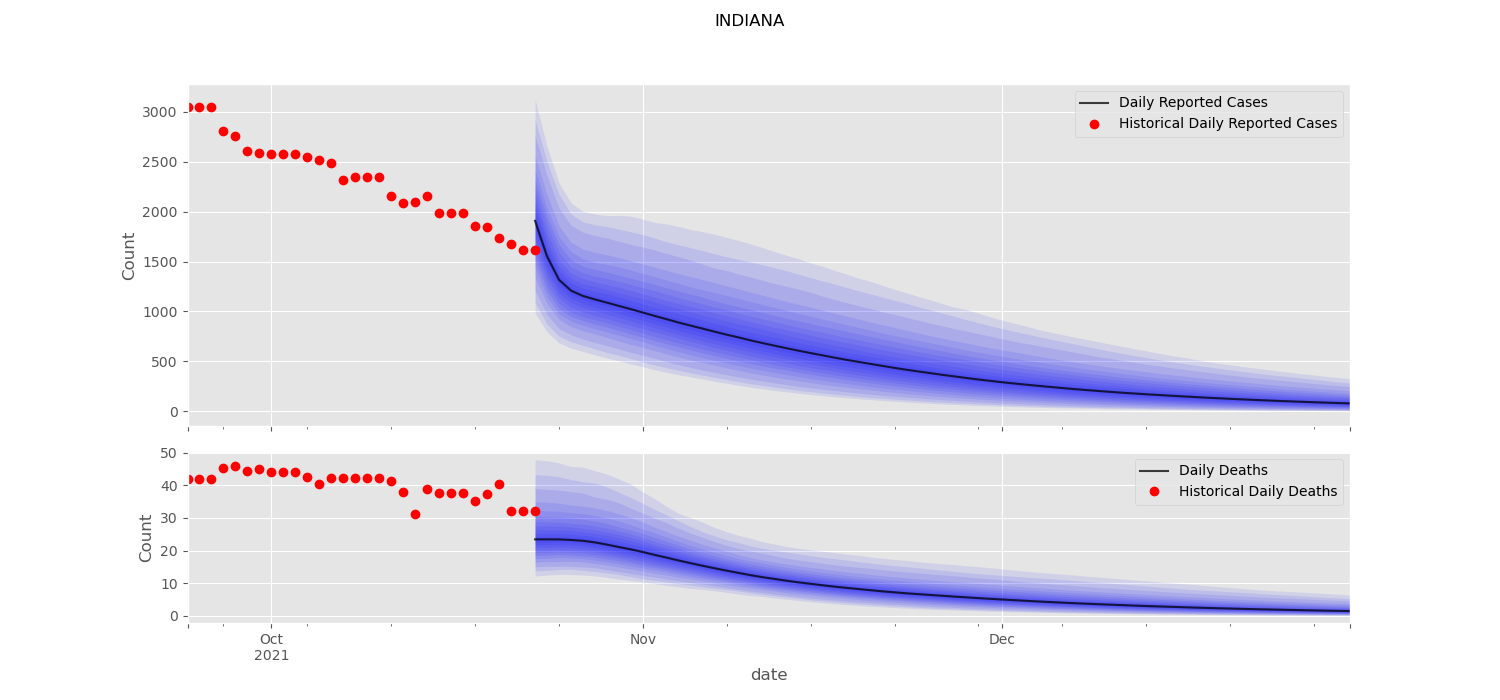 INDIANA
Daily Reported Cases
Historical Daily Reported Cases
3000
2500
2000
1500
1000
500
0
Count
Daily Deaths
Historical Daily Deaths
50
40
30
20
10
0
Count
Oct
2021
Nov
Dec
date